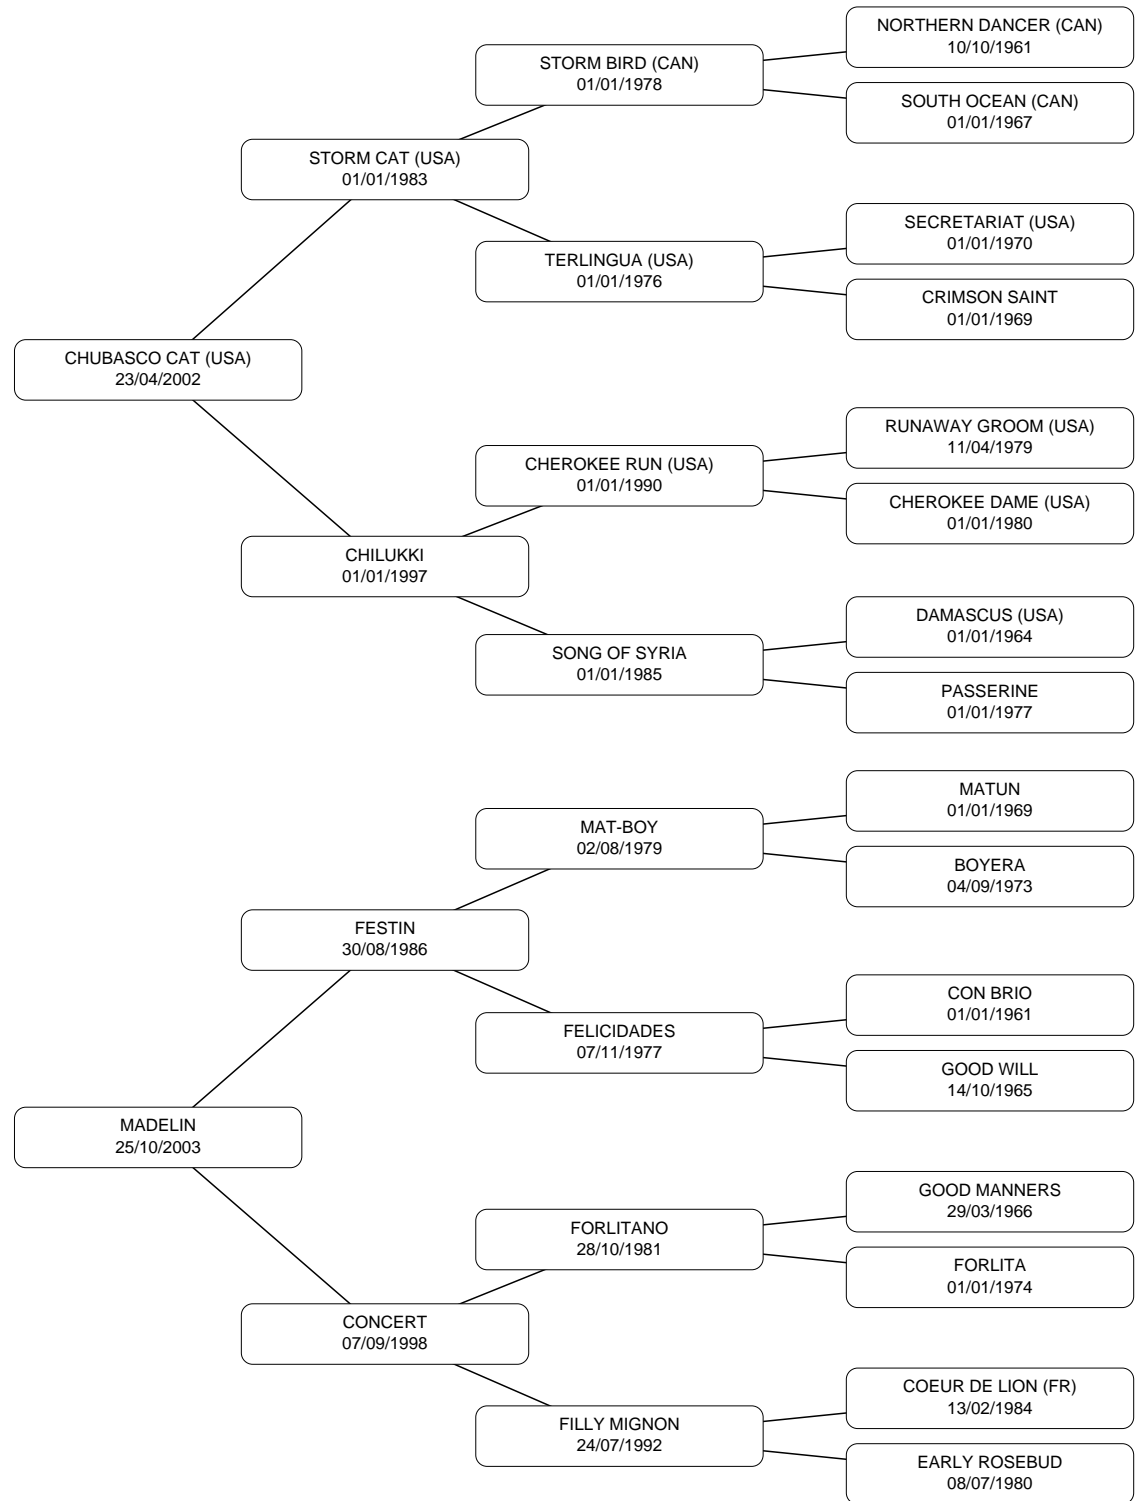 NORTHERN DANCER (CAN)
10/10/1961
STORM BIRD (CAN)
01/01/1978
SOUTH OCEAN (CAN)
01/01/1967
STORM CAT (USA)
01/01/1983
SECRETARIAT (USA)
01/01/1970
TERLINGUA (USA)
01/01/1976
CRIMSON SAINT
01/01/1969
CHUBASCO CAT (USA)
23/04/2002
RUNAWAY GROOM (USA)
11/04/1979
CHEROKEE RUN (USA)
01/01/1990
CHEROKEE DAME (USA)
01/01/1980
CHILUKKI
01/01/1997
DAMASCUS (USA)
01/01/1964
SONG OF SYRIA
01/01/1985
PASSERINE
01/01/1977
MATUN
01/01/1969
MAT-BOY
02/08/1979
BOYERA
04/09/1973
FESTIN
30/08/1986
CON BRIO
01/01/1961
FELICIDADES
07/11/1977
GOOD WILL
14/10/1965
MADELIN
25/10/2003
GOOD MANNERS
29/03/1966
FORLITANO
28/10/1981
FORLITA
01/01/1974
CONCERT
07/09/1998
COEUR DE LION (FR)
13/02/1984
FILLY MIGNON
24/07/1992
EARLY ROSEBUD
08/07/1980